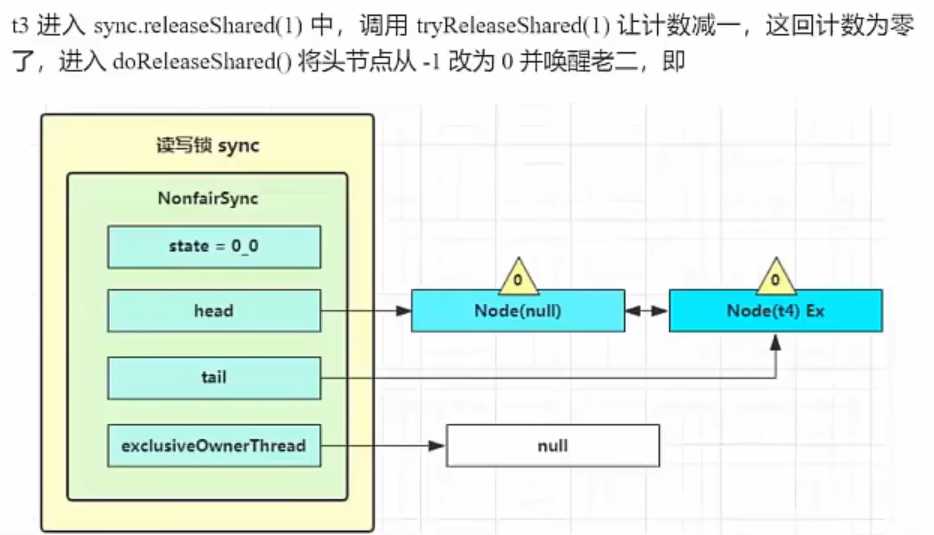 t3 进入 sync.releaseShared(1) 中，调用 tryReleaseShared(1) 让计数减一，这回计数为零
了，进入 doReleaseShared() 将头节点从 -1 改为 0 并唤醒老二，即
读写锁 sync
NonfairSync
state = 0_0
head
tail
exclusiveOwnerThread
0
Node(null)
0
Node(t4) Ex
null